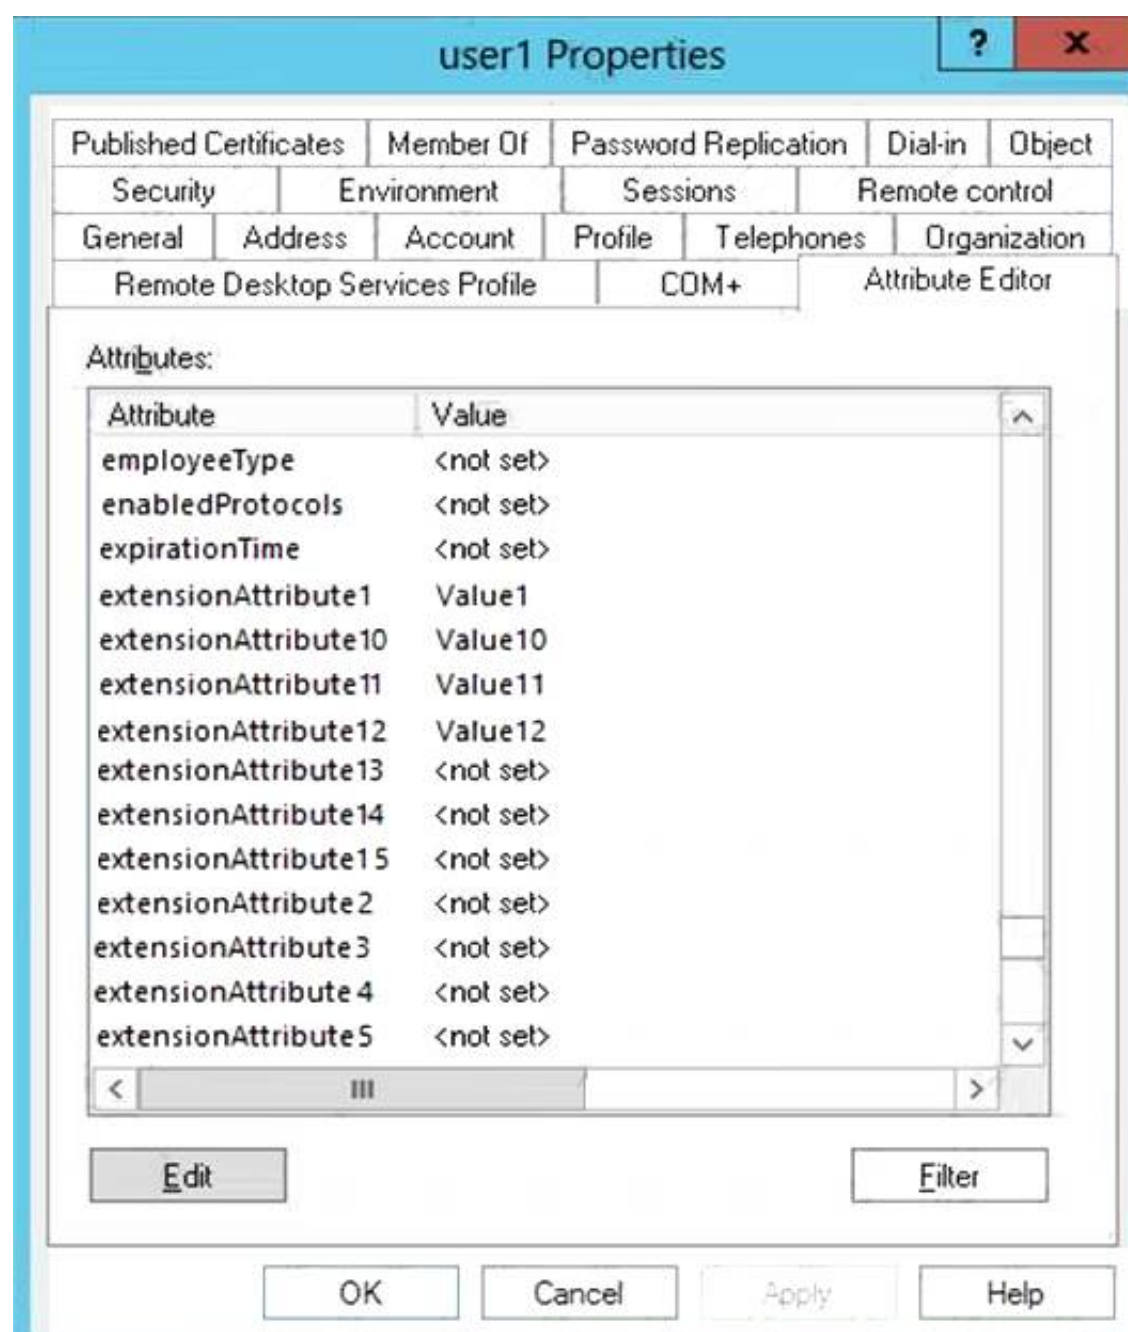 user1 Properties ? x
Published Certificates Member Of Password Replication Dial-in Object
Security Environment Sessions Remote control
General Address Account Profile Telephones Organization
Remote Desktop Services Profile COM+ Attribute Editor
Attributes:
Attribute Value
employeeType <not set>
enabledProtocols <not set>
expirationTime <not set>
extensionAttribute1 Value1
extensionAttribute10 Value10
extensionAttribute11 Value11
extensionAttribute12 Value12
extensionAttribute13 <not set>
extensionAttribute14 <not set>
extensionAttribute15 <not set>
extensionAttribute2 <not set>
extensionAttribute3 <not set>
extensionAttribute4 <not set>
extensionAttribute5 <not set>
Edit Filter
OK Cancel Apply Help